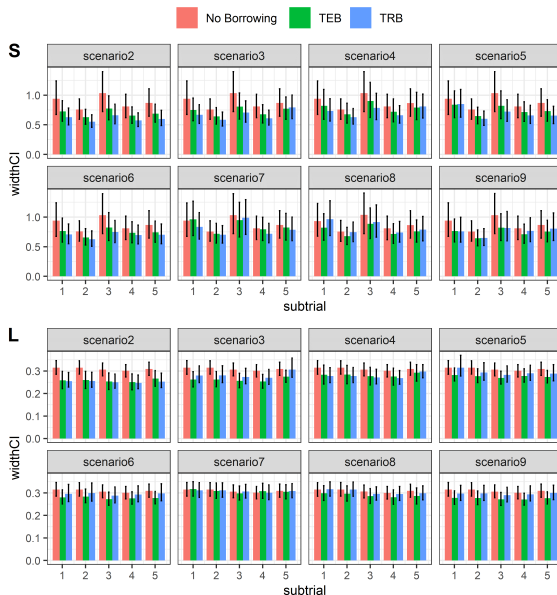 No Borrowing TEB TRB
S
scenario2 scenario3 scenario4 scenario5
1.0
0.5
0.0
widthCI
scenario6 scenario7 scenario8 scenario9
1.0
0.5
0.0
1 2 3 4 5 1 2 3 4 5 1 2 3 4 5 1 2 3 4 5
subtrial
L
scenario2 scenario3 scenario4 scenario5
0.3
0.2
0.1
0.0
widthCI
scenario6 scenario7 scenario8 scenario9
0.3
0.2
0.1
0.0
1 2 3 4 5 1 2 3 4 5 1 2 3 4 5 1 2 3 4 5
subtrial